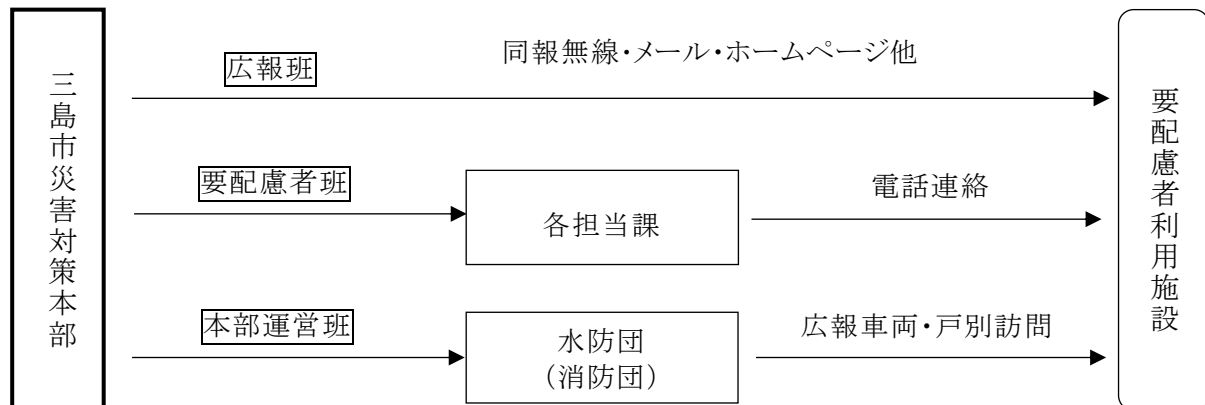 三島市災害対策本部
広報班
同報無線・メール・ホームページ他
要配慮者班
各担当課
電話連絡
本部運営班
水防団
(消防団)
広報車両・戸別訪問
要配慮者利用施設